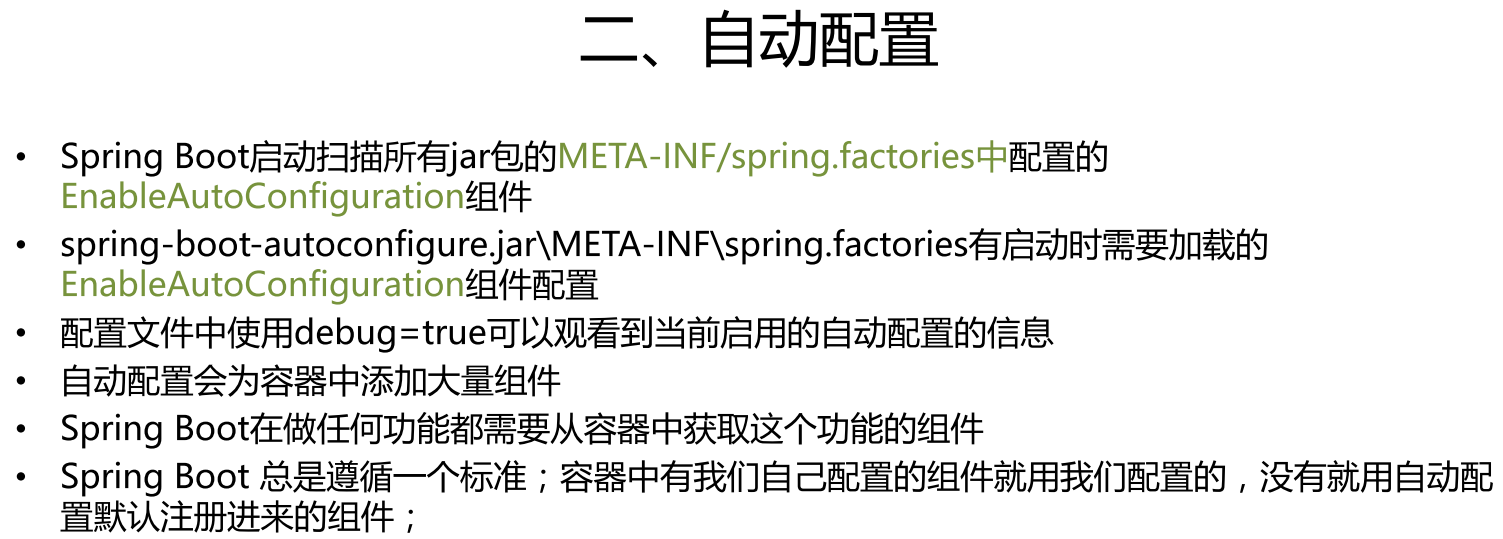 二、自动配置
• Spring Boot启动扫描所有jar包的META-INF/spring.factories中配置的
EnableAutoConfiguration组件
• spring-boot-autoconfigure.jar\META-INF\spring.factories有启动时需要加载的
EnableAutoConfiguration组件配置
• 配置文件中使用debug=true可以观看到当前启用的自动配置的信息
• 自动配置会为容器中添加大量组件
• Spring Boot在做任何功能都需要从容器中获取这个功能的组件
• Spring Boot 总是遵循一个标准；容器中有我们自己配置的组件就用我们配置的，没有就用自动配
置默认注册进来的组件；